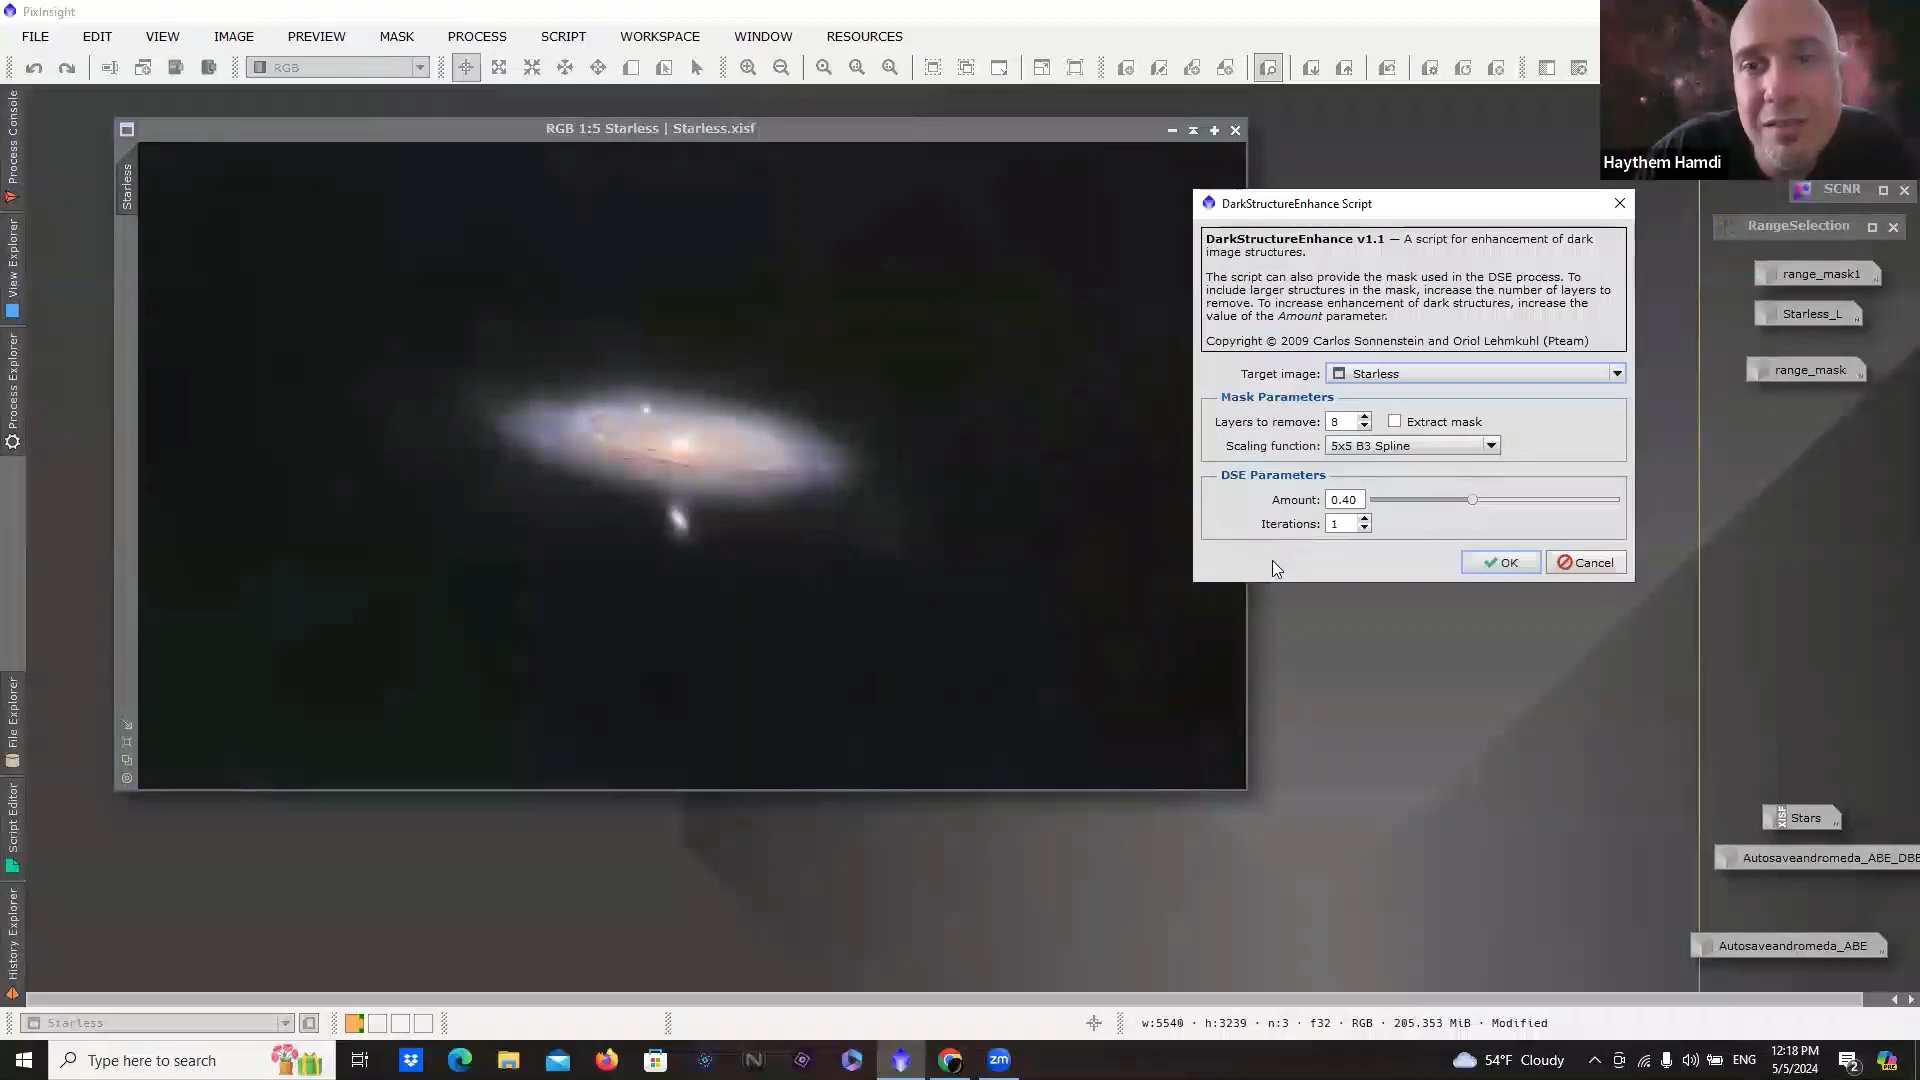 PixInsight
FILE EDIT VIEW IMAGE PREVIEW MASK PROCESS SCRIPT WORKSPACE WINDOW RESOURCES
RGB
Process Console
View Explorer
Process Explorer
File Explorer
Script Editor
History Explorer
RGB 1:5 Starless | Starless.xisf
Starless
Haythem Hamdi
SCNR
RangeSelection
range_mask1
Starless_L
range_mask
XISF
Stars
Autosaveandromeda_ABE_DBE
Autosaveandromeda_ABE
DarkStructureEnhance Script
DarkStructureEnhance v1.1 — A script for enhancement of dark
image structures.
The script can also provide the mask used in the DSE process. To
include larger structures in the mask, increase the number of layers to
remove. To increase enhancement of dark structures, increase the
value of the Amount parameter.
Copyright © 2009 Carlos Sonnenstein and Oriol Lehmkuhl (Pteam)
Target image: Starless
Mask Parameters
Layers to remove: 8 Extract mask
Scaling function: 5x5 B3 Spline
DSE Parameters
Amount: 0.40
Iterations: 1
OK Cancel
Starless
w:5540 · h:3239 · n:3 · f32 · RGB · 205.353 MiB · Modified
Type here to search
zm
54°F Cloudy
ENG
12:18 PM
5/5/2024
2
PRE